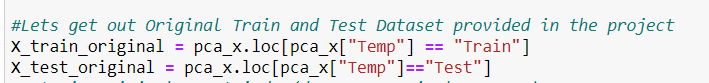 #Lets get out Original Train and Test Dataset provided in the project
X_train_original = pca_x.loc[pca_x["Temp"] == "Train"]
X_test_original = pca_x.loc[pca_x["Temp"]=="Test"]